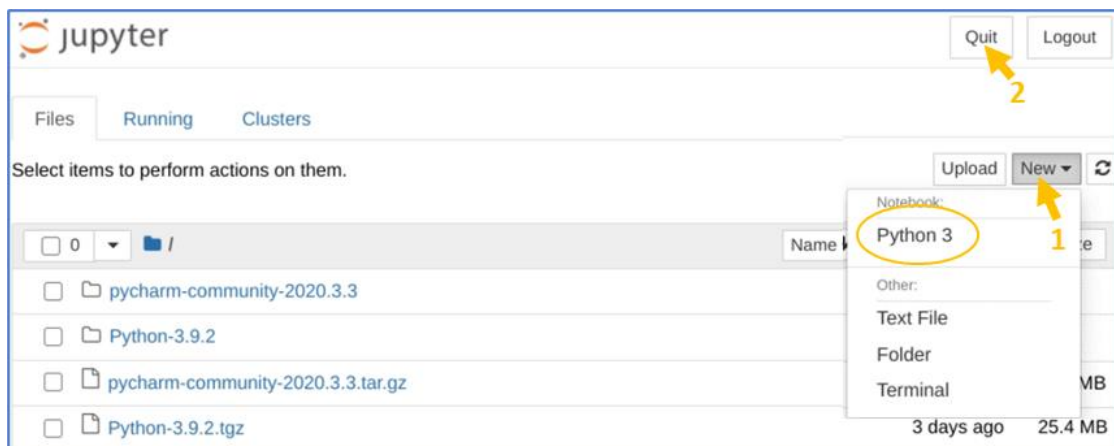 jupyter
Quit
Logout
2
Files
Running
Clusters
Select items to perform actions on them.
Upload
New
1
Notebook:
Python 3
Other:
Text File
Folder
Terminal
0
/
Name
pycharm-community-2020.3.3
Python-3.9.2
pycharm-community-2020.3.3.tar.gz
MB
Python-3.9.2.tgz
3 days ago
25.4 MB